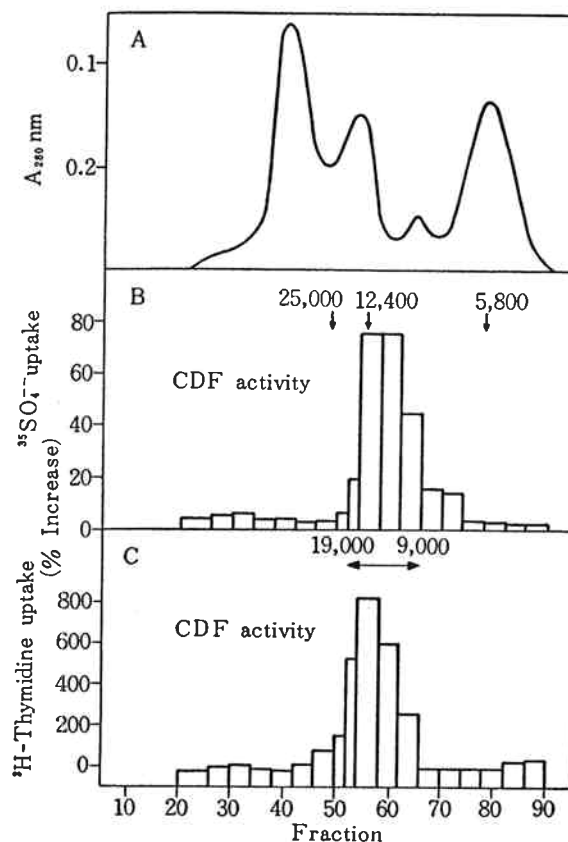 A
0.1
0.2
A280 nm
B
25,000 12,400 5,800
80
60
40
20
0
CDF activity
³⁵SO₄⁻⁻uptake
(% Increase)
19,000 9,000
C
800
600
400
200
0
CDF activity
³H-Thymidine uptake
10 20 30 40 50 60 70 80 90
Fraction